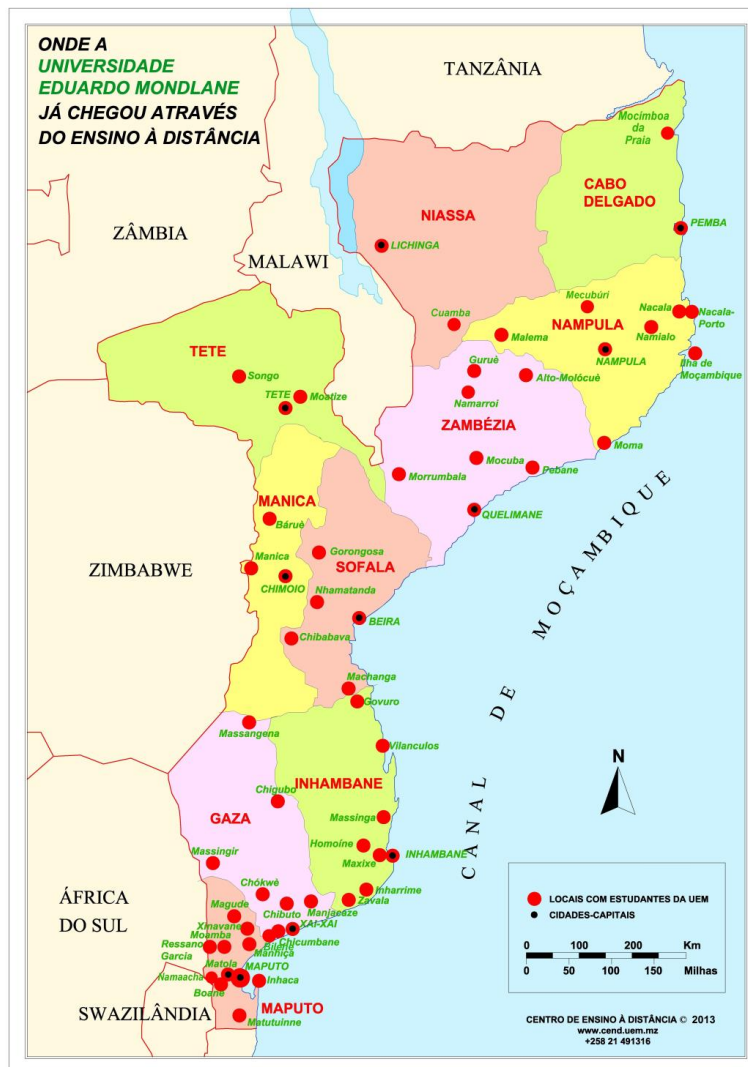 ONDE A
UNIVERSIDADE
EDUARDO MONDLANE
JÁ CHEGOU ATRAVÉS
DO ENSINO À DISTÂNCIA
TANZÂNIA
Mocímboa
da
Praia
CABO
DELGADO
NIASSA
PEMBA
ZÂMBIA
LICHINGA
MALAWI
Mecubúri
Nacala
Nacala-
Porto
Cuamba
NAMPULA
Namialo
Malema
TETE
NAMPULA
Ilha de
Moçambique
Guruè
Songo
Alto-Molócuè
TETE
Moatize
Namarroi
ZAMBÉZIA
Moma
Mocuba
Pebane
Morrumbala
MANICA
QUELIMANE
Báruè
Gorongosa
Manica
SOFALA
ZIMBABWE
CHIMOIO
Nhamatanda
BEIRA
Chibabava
CANAL DE MOÇAMBIQUE
Machanga
Govuro
Massangena
Vilanculos
N
INHAMBANE
Chigubo
GAZA
Massinga
Homoíne
INHAMBANE
Massingir
Maxixe
Inharrime
Chókwè
Zavala
ÁFRICA
DO SUL
Magude
Chibuto
Manjacaze
XAI-XAI
Xinavane
Chicumbane
Moamba
Bilene
Ressano
Garcia
Manhiça
Matola
MAPUTO
Namaacha
Inhaca
Boane
SWAZILÂNDIA
MAPUTO
Matutuinne
LOCAIS COM ESTUDANTES DA UEM
CIDADES-CAPITAIS
0 100 200 Km
0 50 100 150 Milhas
CENTRO DE ENSINO À DISTÂNCIA © 2013
www.cend.uem.mz
+258 21 491316